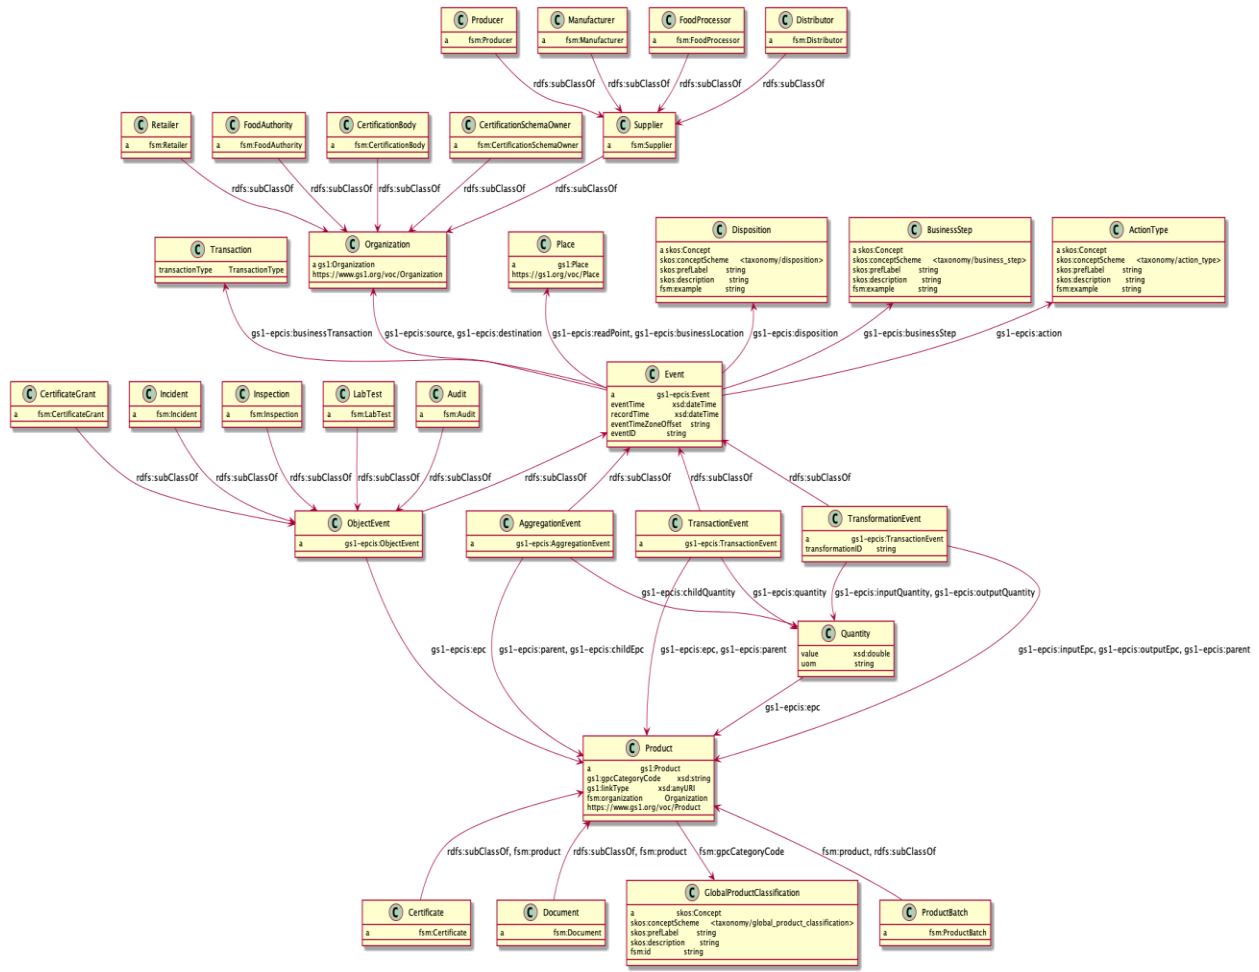 C Producer
a fsm:Producer
C Manufacturer
a fsm:Manufacturer
C FoodProcessor
a fsm:FoodProcessor
C Distributor
a fsm:Distributor
rdfs:subClassOf
rdfs:subClassOf
rdfs:subClassOf
rdfs:subClassOf
C Retailer
a fsm:Retailer
C FoodAuthority
a fsm:FoodAuthority
C CertificationBody
a fsm:CertificationBody
C CertificationSchemaOwner
a fsm:CertificationSchemaOwner
C Supplier
a fsm:Supplier
rdfs:subClassOf
rdfs:subClassOf
rdfs:subClassOf
rdfs:subClassOf
rdfs:subClassOf
C Transaction
transactionType TransactionType
C Organization
a gs1:Organization
https://www.gs1.org/voc/Organization
C Place
a gs1:Place
https://gs1.org/voc/Place
C Disposition
a skos:Concept
skos:conceptScheme <taxonomy/disposition>
skos:prefLabel string
skos:description string
fsm:example string
C BusinessStep
a skos:Concept
skos:conceptScheme <taxonomy/business_step>
skos:prefLabel string
skos:description string
fsm:example string
C ActionType
a skos:Concept
skos:conceptScheme <taxonomy/action_type>
skos:prefLabel string
skos:description string
fsm:example string
gs1-epcis:businessTransaction
gs1-epcis:source, gs1-epcis:destination
gs1-epcis:readPoint, gs1-epcis:businessLocation
gs1-epcis:disposition
gs1-epcis:businessStep
gs1-epcis:action
C Event
a gs1-epcis:Event
eventTime xsd:dateTime
recordTime xsd:dateTime
eventTimeZoneOffset string
eventID string
C CertificateGrant
a fsm:CertificateGrant
C Incident
a fsm:Incident
C Inspection
a fsm:Inspection
C LabTest
a fsm:LabTest
C Audit
a fsm:Audit
rdfs:subClassOf
rdfs:subClassOf
rdfs:subClassOf
rdfs:subClassOf
rdfs:subClassOf
rdfs:subClassOf
rdfs:subClassOf
rdfs:subClassOf
rdfs:subClassOf
C ObjectEvent
a gs1-epcis:ObjectEvent
C AggregationEvent
a gs1-epcis:AggregationEvent
C TransactionEvent
a gs1-epcis:TransactionEvent
C TransformationEvent
a gs1-epcis:TransactionEvent
transformationID string
gs1-epcis:childQuantity
gs1-epcis:quantity
gs1-epcis:inputQuantity, gs1-epcis:outputQuantity
C Quantity
value xsd:double
uom string
gs1-epcis:epc
gs1-epcis:parent, gs1-epcis:childEpc
gs1-epcis:epc, gs1-epcis:parent
gs1-epcis:inputEpc, gs1-epcis:outputEpc, gs1-epcis:parent
gs1-epcis:epc
C Product
a gs1:Product
gs1:gpcCategoryCode xsd:string
gs1:linkType xsd:anyURI
fsm:organization Organization
https://www.gs1.org/voc/Product
rdfs:subClassOf, fsm:product
rdfs:subClassOf, fsm:product
fsm:gpcCategoryCode
fsm:product, rdfs:subClassOf
C Certificate
a fsm:Certificate
C Document
a fsm:Document
C GlobalProductClassification
a skos:Concept
skos:conceptScheme <taxonomy/global_product_classification>
skos:prefLabel string
skos:description string
fsm:id string
C ProductBatch
a fsm:ProductBatch